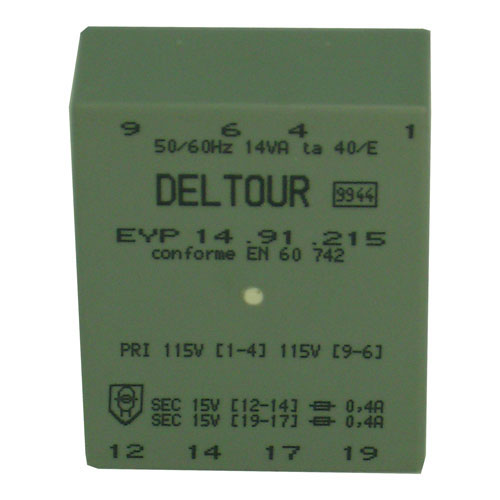 9 6 4 1
50/60Hz 14VA ta 40/E
DELTOUR 9944
EYP 14.91.215
conforme EN 60 742
PRI 115V [1-4] 115V [9-6]
SEC 15V [12-14] 0,4A
SEC 15V [19-17] 0,4A
12 14 17 19